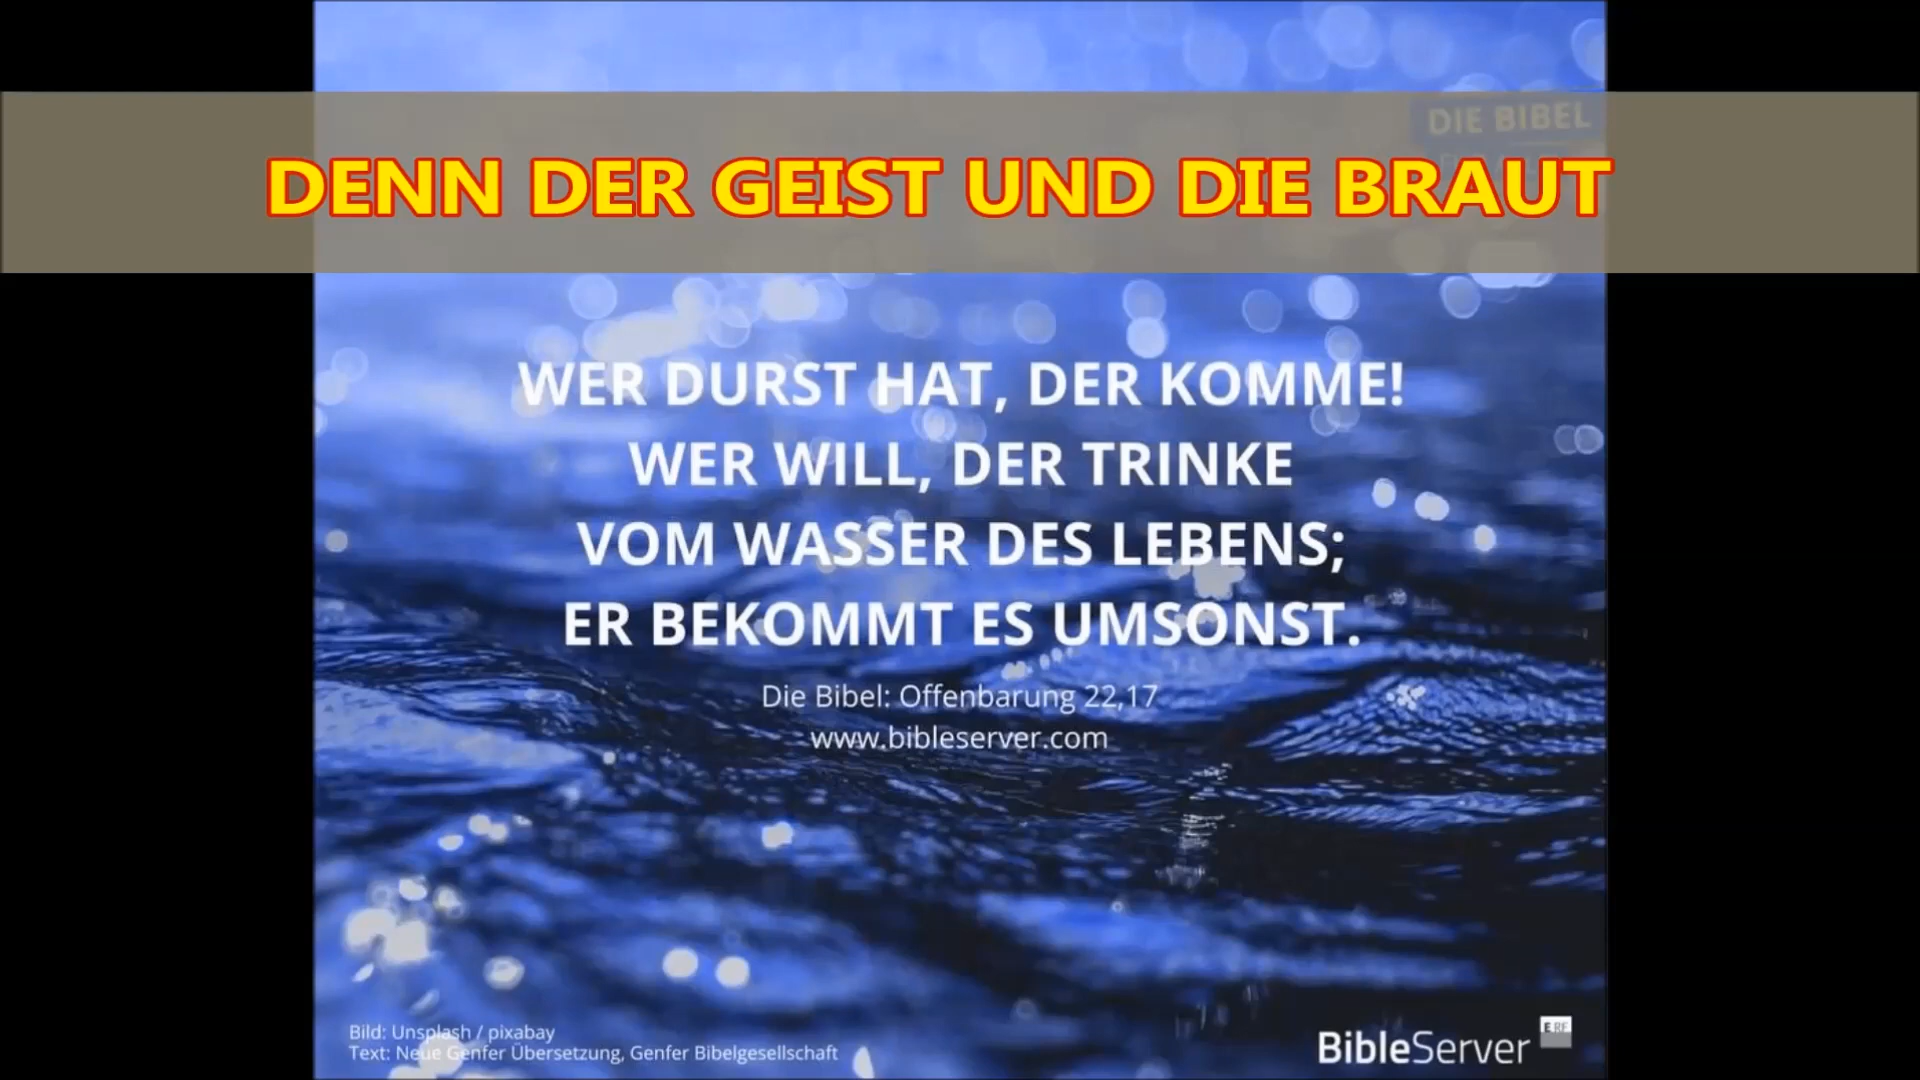 DIE BIBEL
DENN DER GEIST UND DIE BRAUT
WER DURST HAT, DER KOMME!
WER WILL, DER TRINKE
VOM WASSER DES LEBENS;
ER BEKOMMT ES UMSONST.
Die Bibel: Offenbarung 22,17
www.bibleserver.com
Bild: Unsplash / pixabay
Text: Neue Genfer Übersetzung, Genfer Bibelgesellschaft
BibleServer